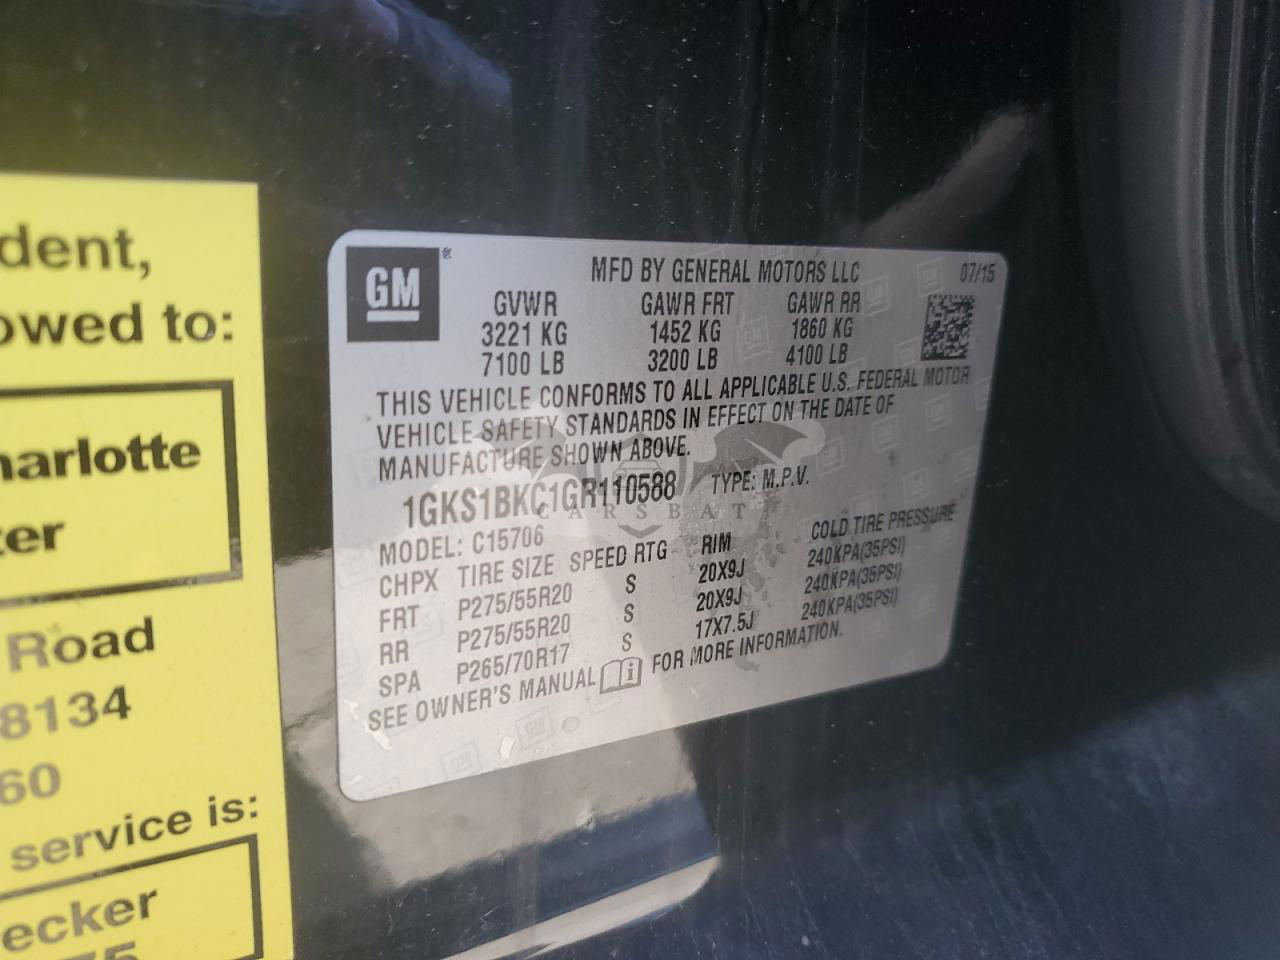 dent,
owed to:
harlotte
ter
Road
8134
60
service is:
ecker
75
GM
®
MFD BY GENERAL MOTORS LLC 07/15
GVWR GAWR FRT GAWR RR
3221 KG 1452 KG 1860 KG
7100 LB 3200 LB 4100 LB
THIS VEHICLE CONFORMS TO ALL APPLICABLE U.S. FEDERAL MOTOR
VEHICLE SAFETY STANDARDS IN EFFECT ON THE DATE OF
MANUFACTURE SHOWN ABOVE.
1GKS1BKC1GR110588 TYPE: M.P.V.
CARSBAT
MODEL: C15706
CHPX TIRE SIZE SPEED RTG RIM COLD TIRE PRESSURE
FRT P275/55R20 S 20X9J 240KPA(35PSI)
RR P275/55R20 S 20X9J 240KPA(35PSI)
SPA P265/70R17 S 17X7.5J 240KPA(35PSI)
SEE OWNER'S MANUAL i FOR MORE INFORMATION.